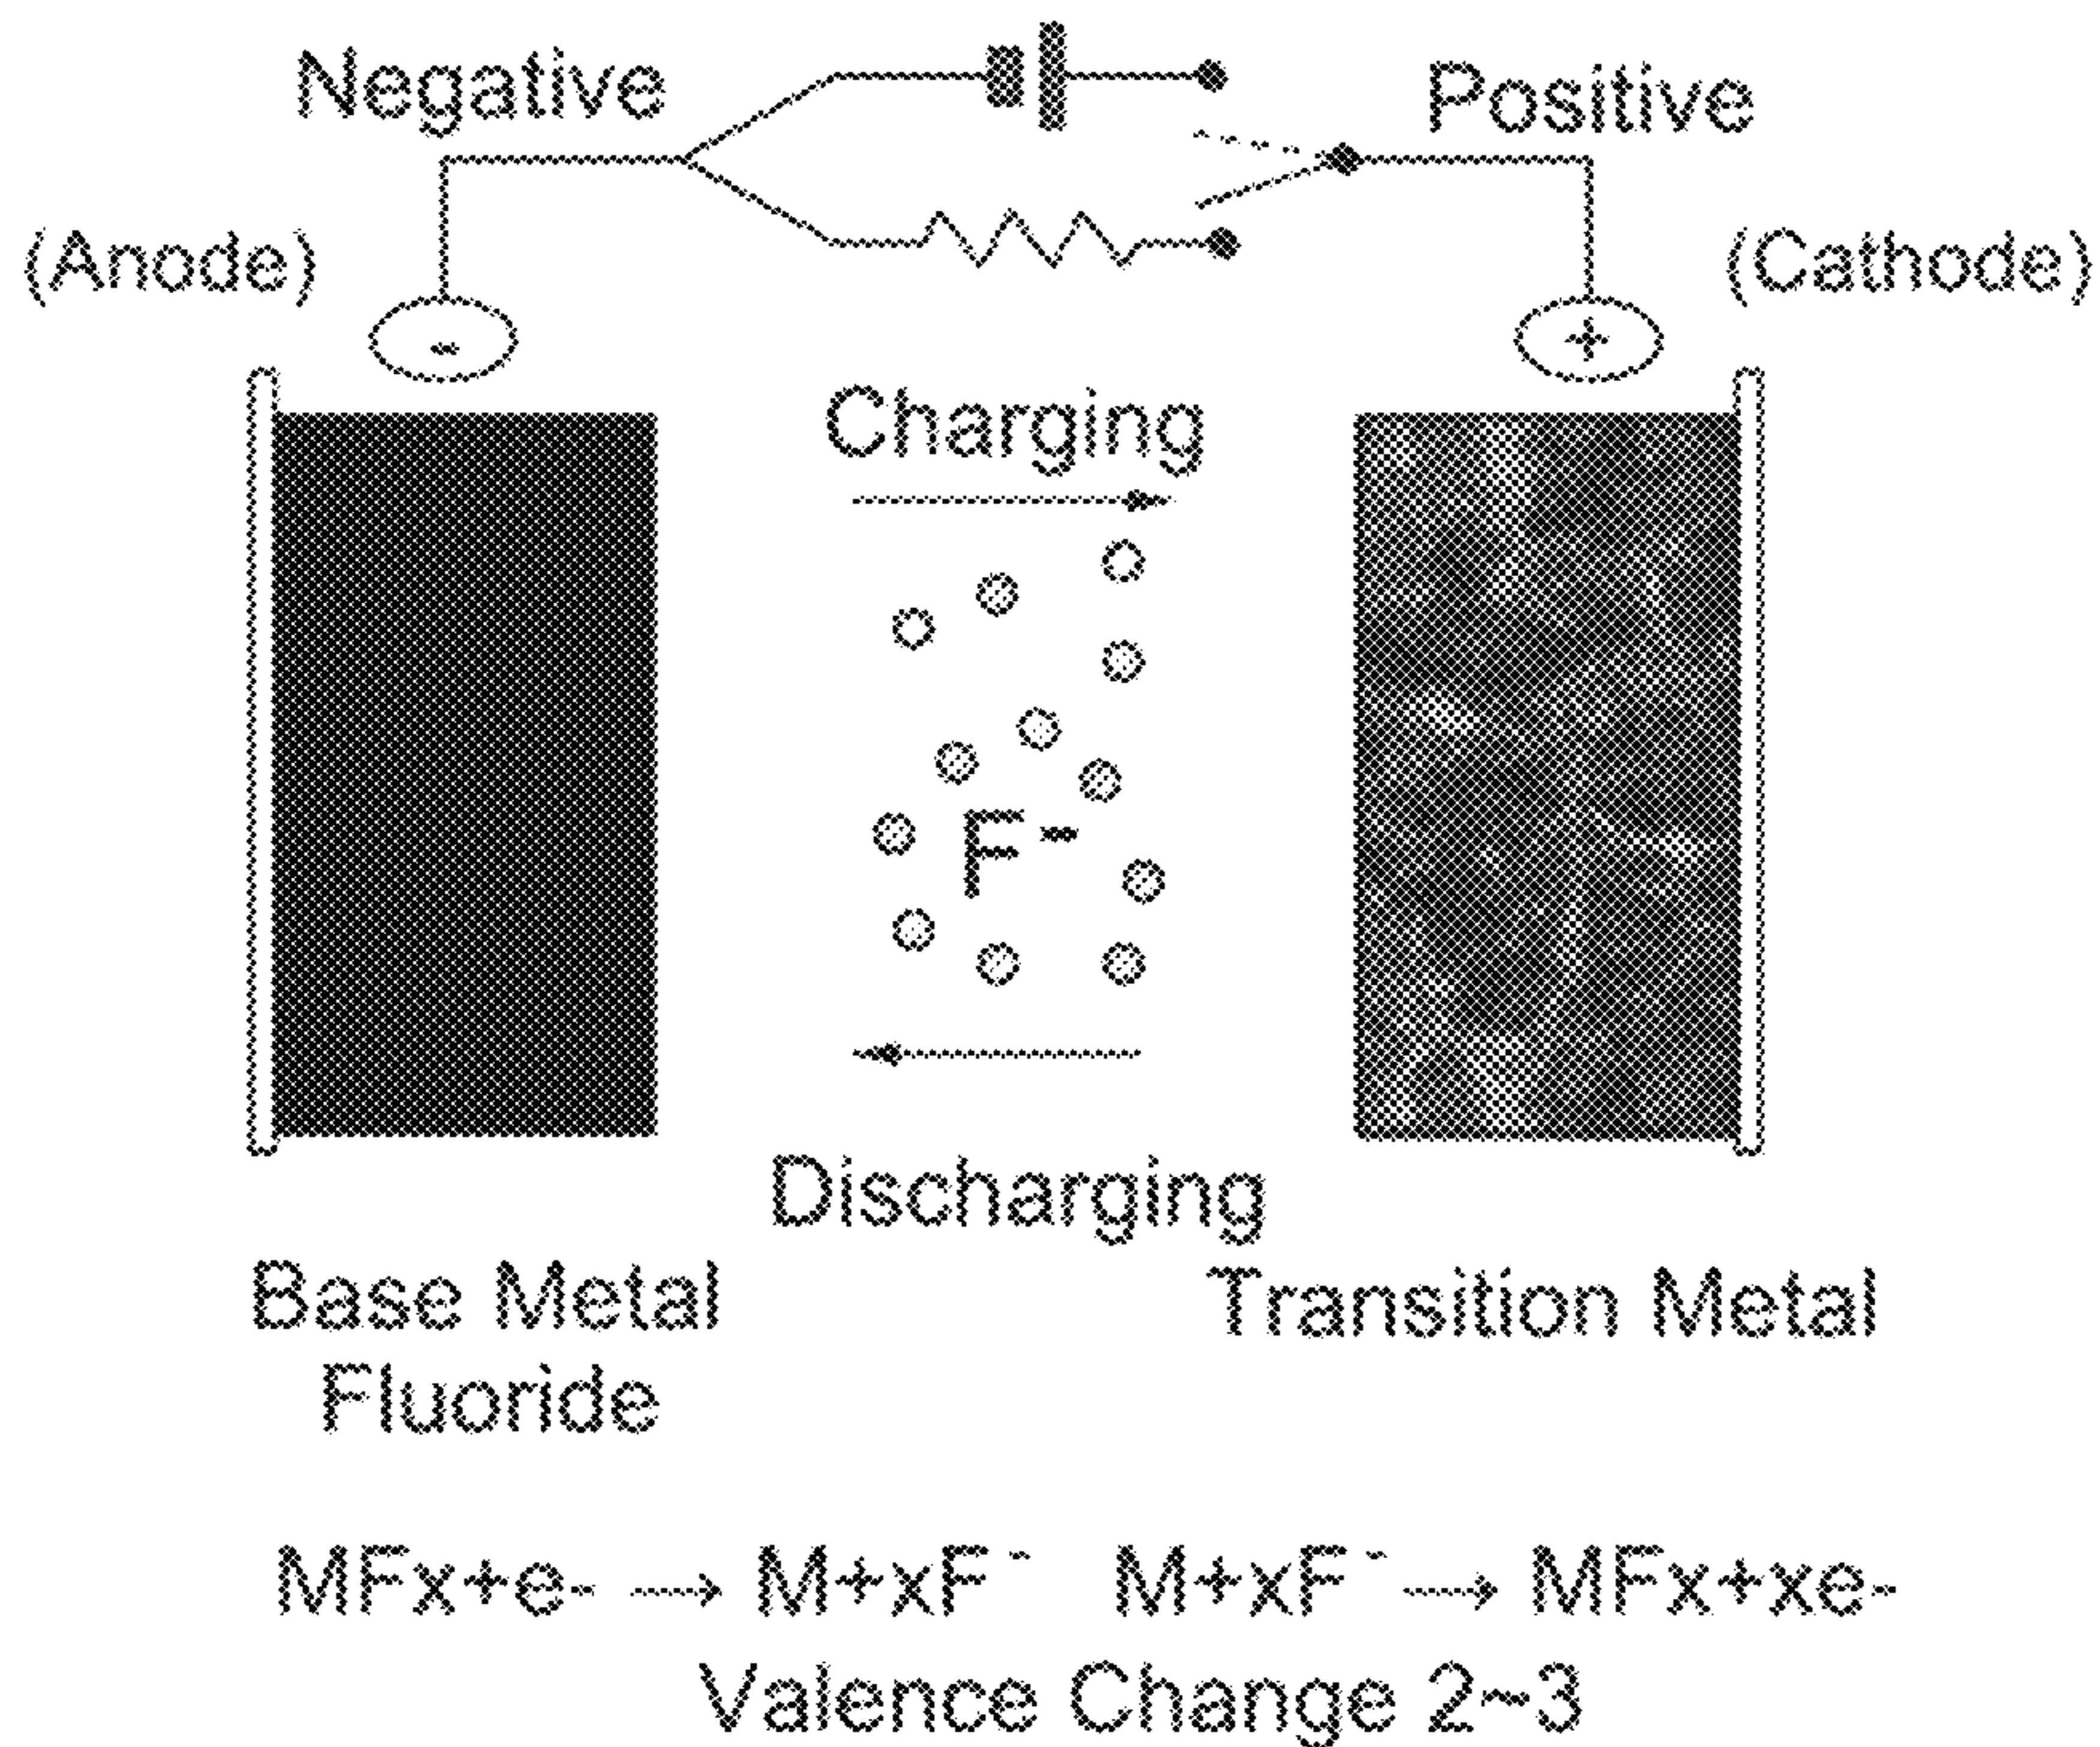 Negative
Positive
(Anode)
(Cathode)
-
+
Charging
F⁻
Discharging
Base Metal
Fluoride
Transition Metal
MFx+e- → M+xF⁻ M+xF⁻ → MFx+xe-
Valence Change 2~3